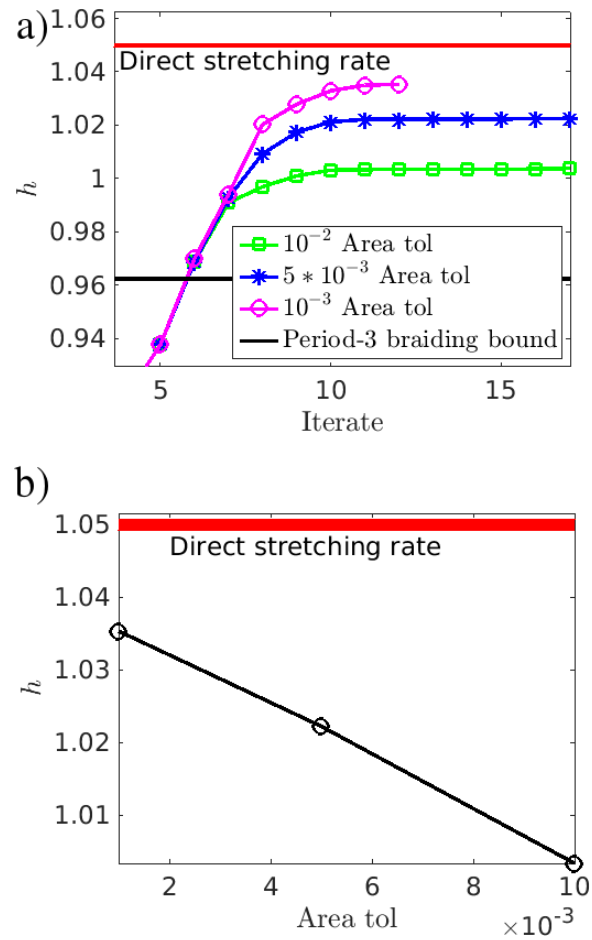 a)
1.06
1.04
1.02
1
0.98
0.96
0.94
h
Direct stretching rate
10⁻² Area tol
5 * 10⁻³ Area tol
10⁻³ Area tol
Period-3 braiding bound
5 10 15
Iterate
b)
1.05
1.04
1.03
1.02
1.01
h
Direct stretching rate
2 4 6 8 10
Area tol ×10⁻³